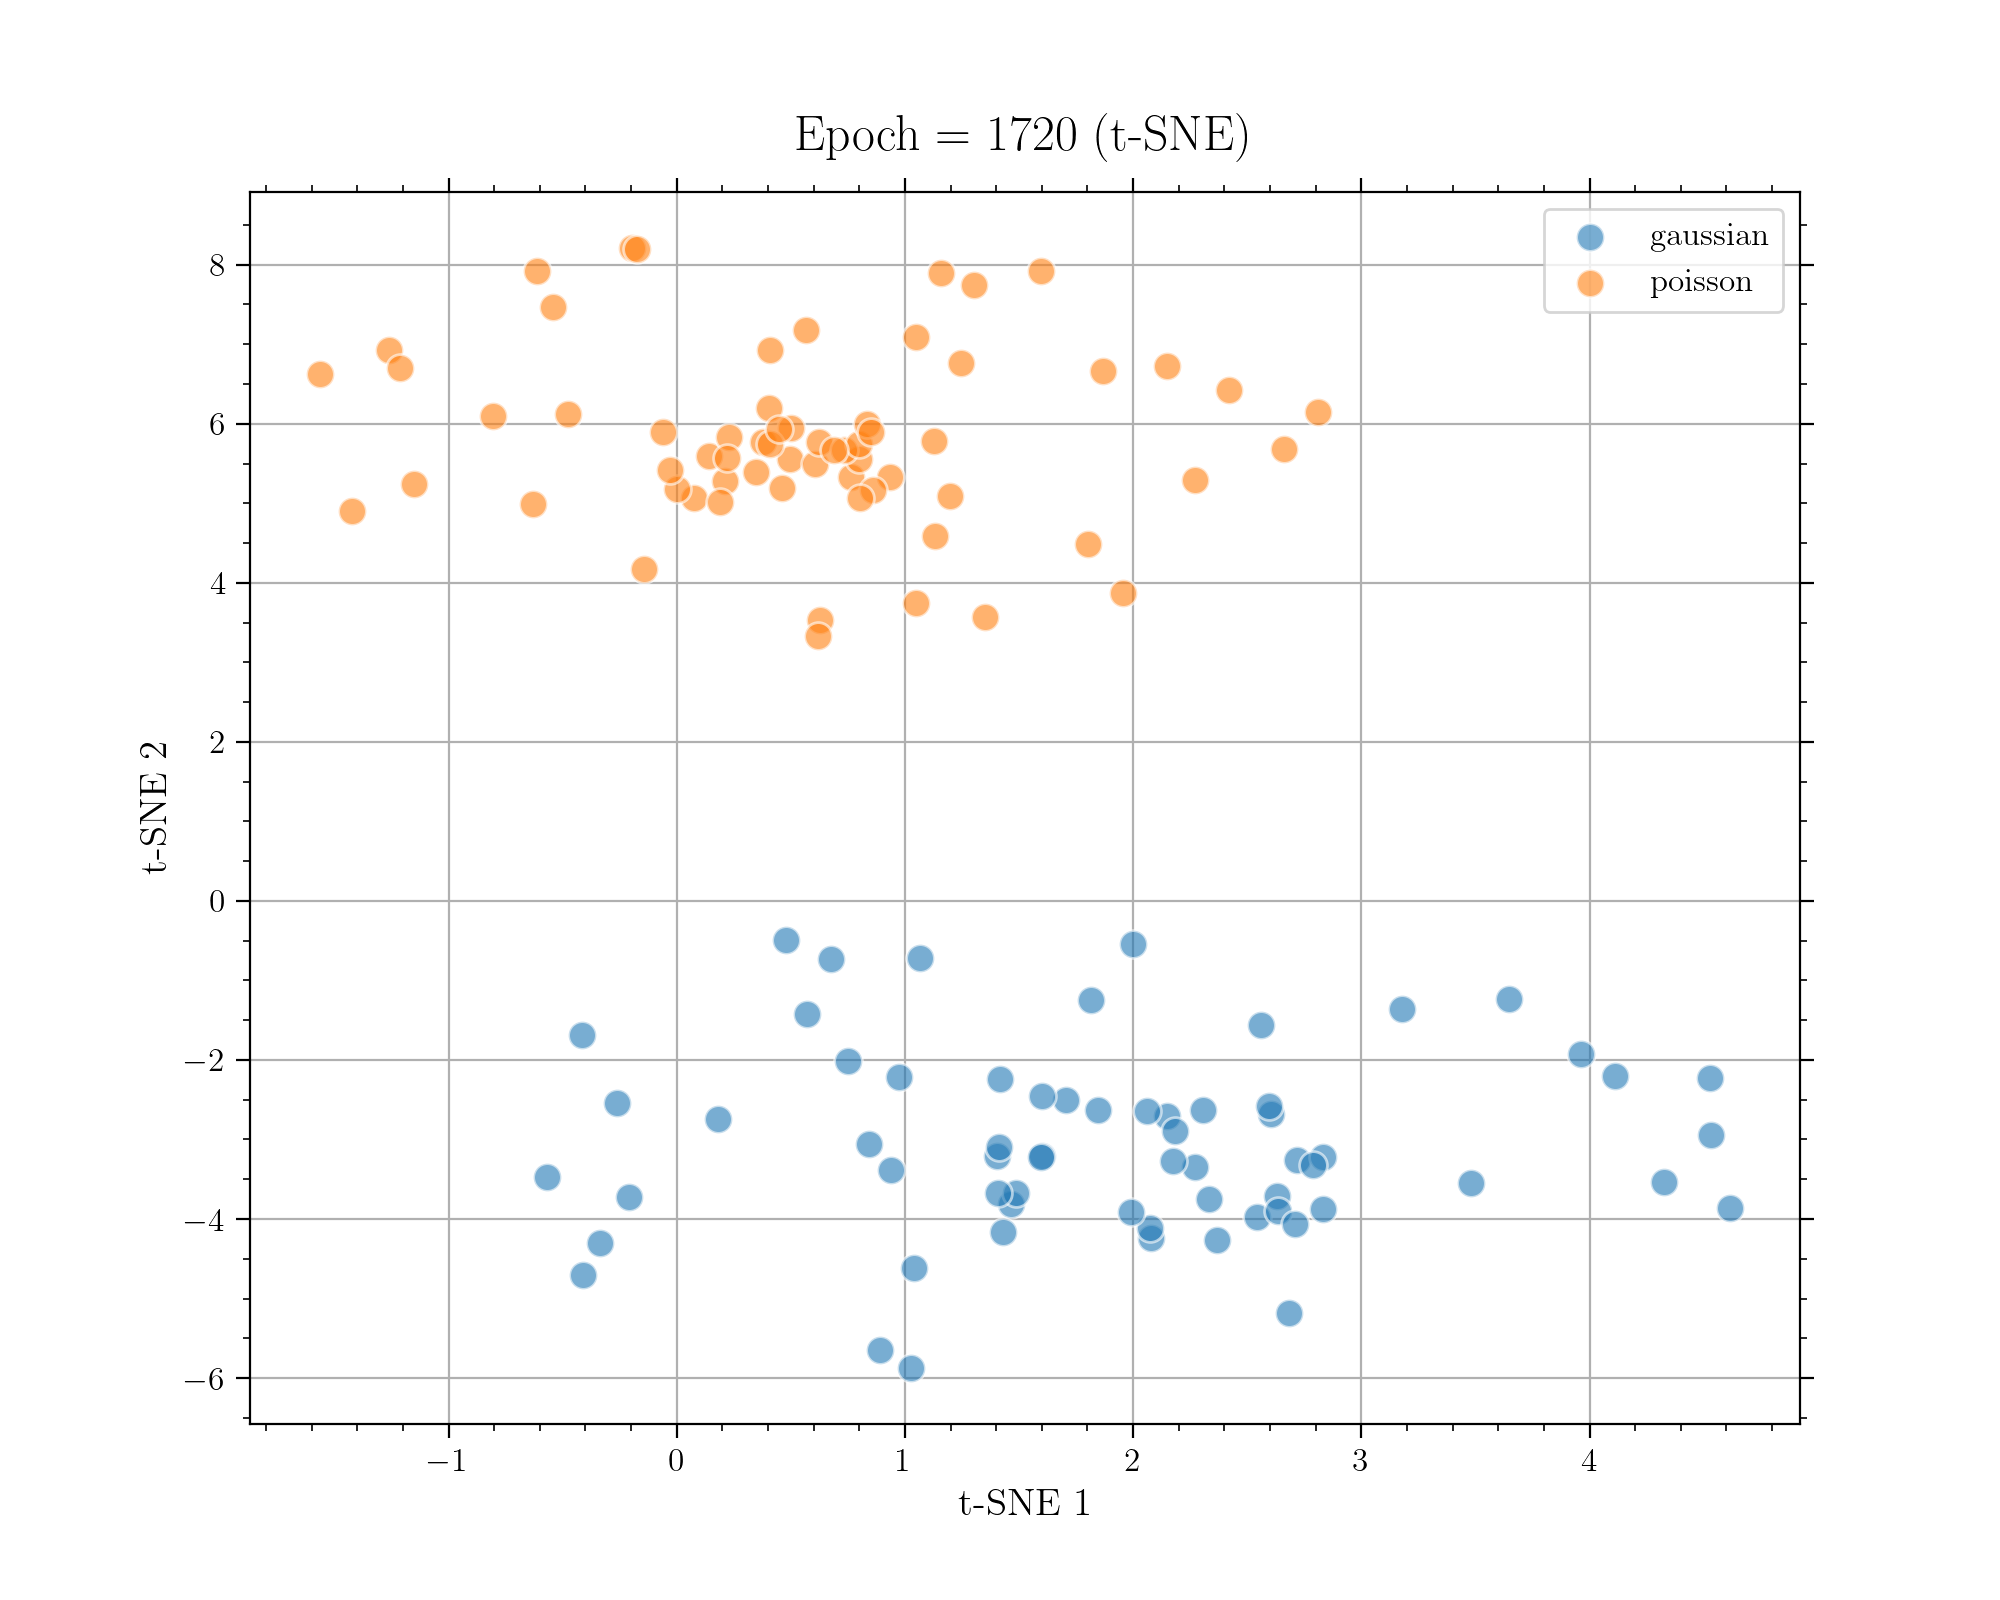 Epoch = 1720 (t-SNE)
gaussian
poisson
8
6
4
2
0
−2
−4
−6
t-SNE 2
−1 0 1 2 3 4
t-SNE 1